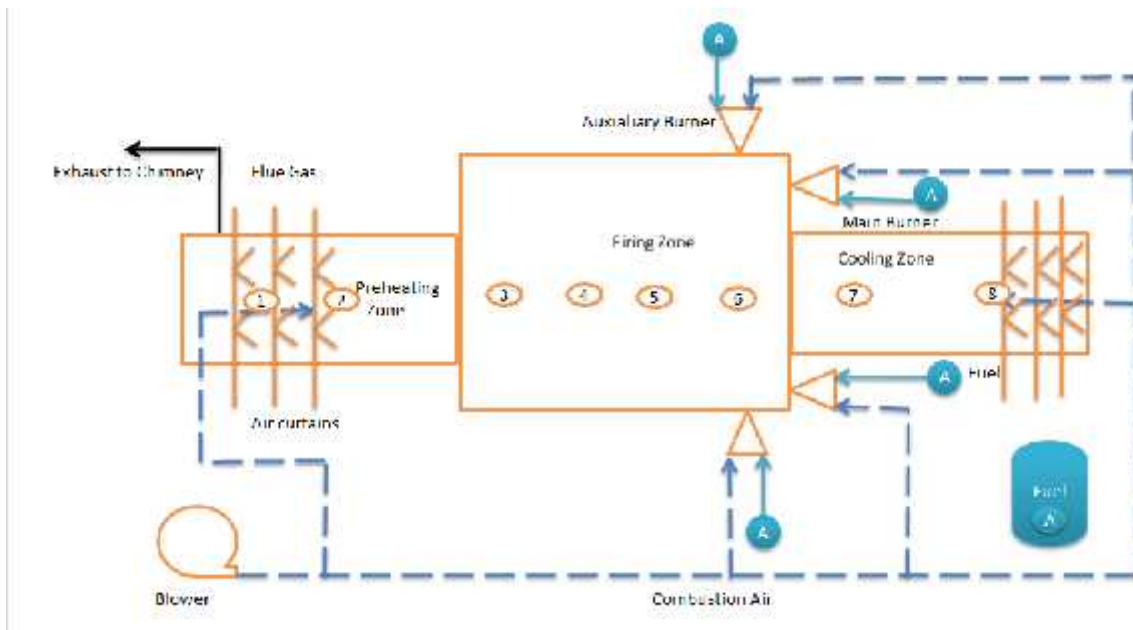 A
Auxialiary Burner
Exhaust to Chimney
Flue Gas
A
Main Burner
Firing Zone
Cooling Zone
1
2
Preheating
Zone
3
4
5
6
7
8
A
Fuel
Air curtains
Fuel
A
A
Blower
Combustion Air